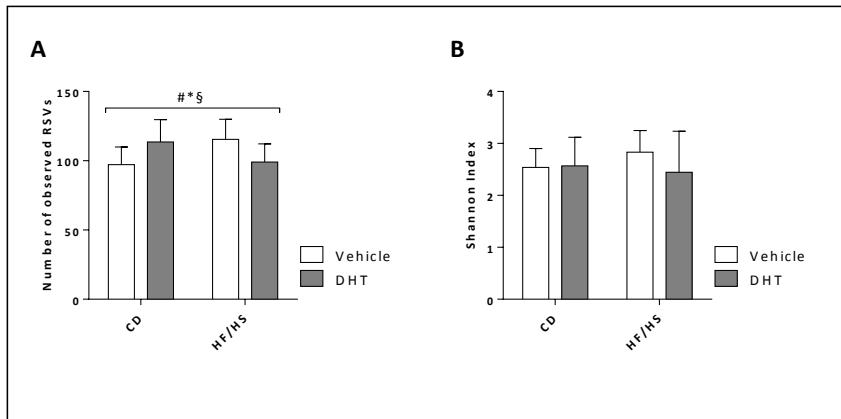 A
#*§
Number of observed RSVs
150
100
50
0
CD
HF/HS
Vehicle
DHT
B
Shannon Index
4
3
2
1
0
CD
HF/HS
Vehicle
DHT